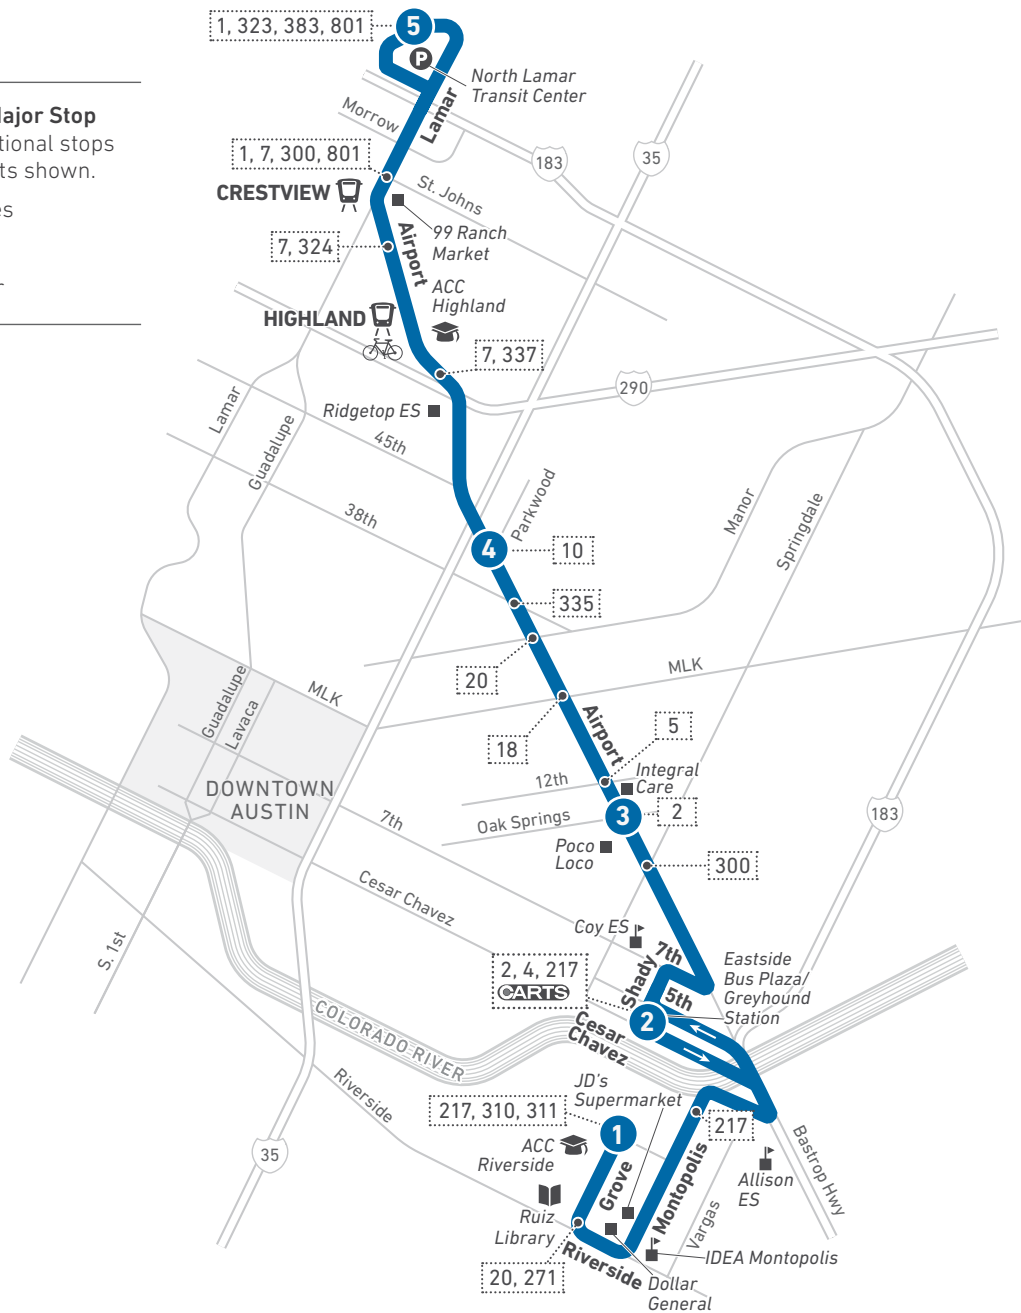 1, 323, 383, 801
5
P
North Lamar
Transit Center
Major Stop
tional stops
ts shown.
es
Lamar
Morrow
1, 7, 300, 801
183
35
CRESTVIEW
St. Johns
99 Ranch
Market
7, 324
Airport
ACC
Highland
HIGHLAND
7, 337
290
Ridgetop ES
Lamar
Guadalupe
45th
38th
Parkwood
Manor
Springdale
4
10
335
20
MLK
MLK
Guadalupe
Lavaca
18
Airport
5
12th
Integral
Care
DOWNTOWN
AUSTIN
7th
Oak Springs
3
2
183
Poco
Loco
300
Cesar Chavez
Coy ES
7th
S. 1st
2, 4, 217
CARTS
Shady
5th
Eastside
Bus Plaza/
Greyhound
Station
2
Cesar
Chavez
COLORADO RIVER
Riverside
JD's
Supermarket
217, 310, 311
1
217
ACC
Riverside
35
Grove
Montopolis
Allison
ES
Bastrop Hwy
Ruiz
Library
Vargas
IDEA Montopolis
20, 271
Riverside
Dollar
General